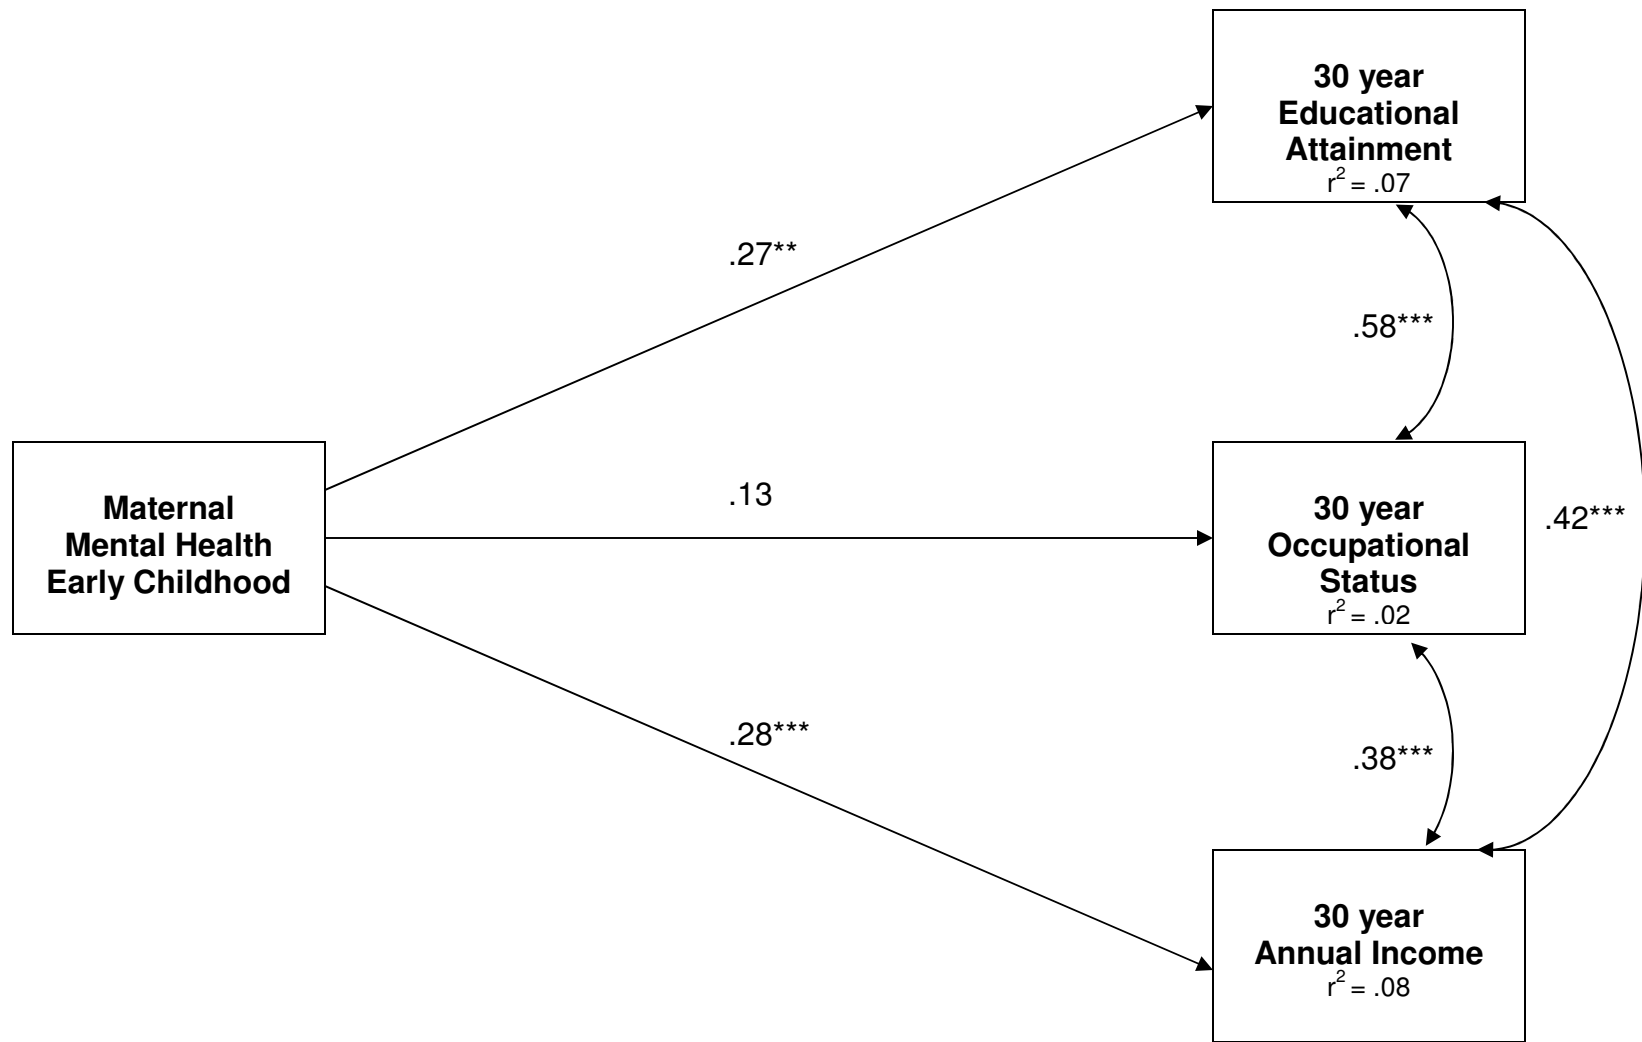 30 year
Educational
Attainment
r² = .07
.27**
.58***
Maternal
Mental Health
Early Childhood
.13
30 year
Occupational
Status
r² = .02
.42***
.28***
.38***
30 year
Annual Income
r² = .08